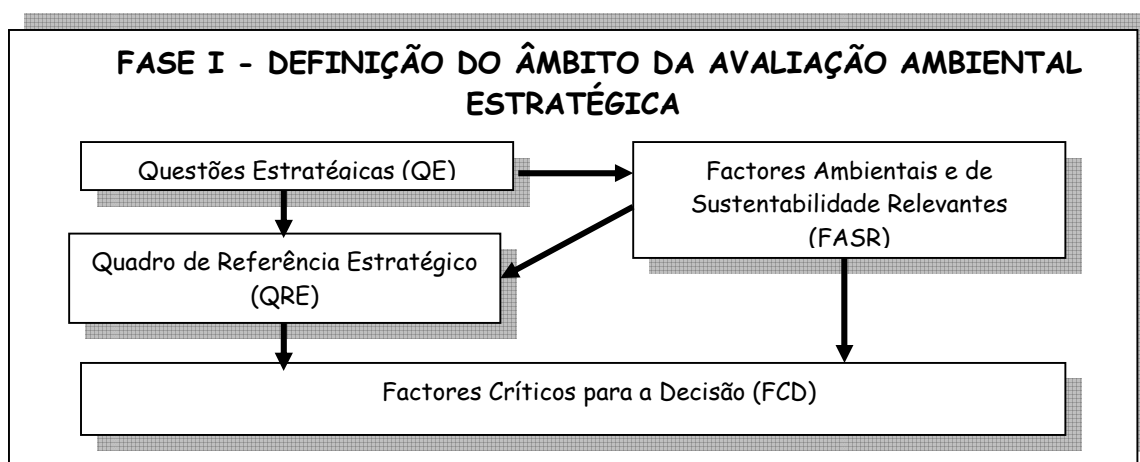 FASE I - DEFINIÇÃO DO ÂMBITO DA AVALIAÇÃO AMBIENTAL
ESTRATÉGICA
Questões Estratégicas (QE)
Factores Ambientais e de
Sustentabilidade Relevantes
(FASR)
Quadro de Referência Estratégico
(QRE)
Factores Críticos para a Decisão (FCD)